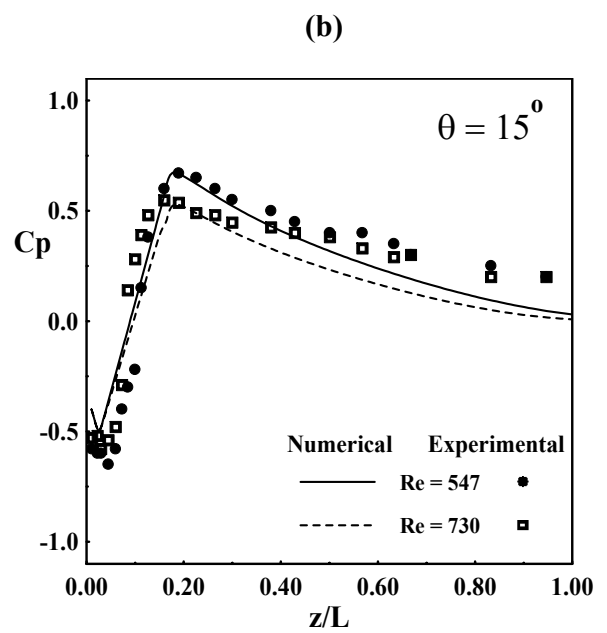 (b)
1.0
θ = 15°
0.5
Cp
0.0
Numerical Experimental
-0.5
Re = 547
Re = 730
-1.0
0.00 0.20 0.40 0.60 0.80 1.00
z/L